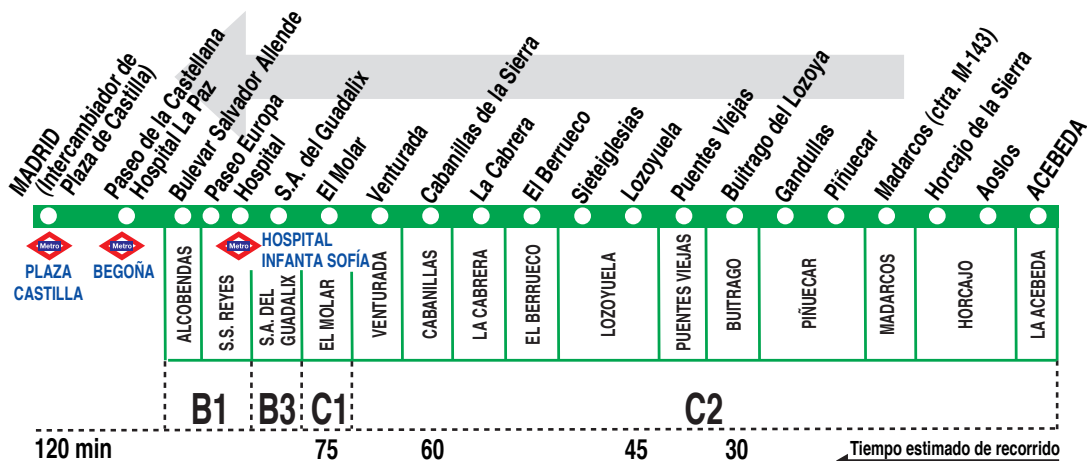 MADRID
(Intercambiador de
Plaza de Castilla)
Paseo de la Castellana
Hospital La Paz
Bulevar Salvador Allende
Paseo Europa
Hospital
S.A. del Guadalix
El Molar
Venturada
Cabanillas de la Sierra
La Cabrera
El Berrueco
Sieteiglesias
Lozoyuela
Puentes Viejas
Buitrago del Lozoya
Gandullas
Piñuecar
Madarcos (ctra. M-143)
Horcajo de la Sierra
Aoslos
ACEBEDA
Metro
PLAZA
CASTILLA
Metro
BEGOÑA
Metro
HOSPITAL
INFANTA SOFÍA
ALCOBENDAS
S.S. REYES
S.A. DEL
GUADALIX
EL MOLAR
VENTURADA
CABANILLAS
LA CABRERA
EL BERRUECO
LOZOYUELA
PUENTES VIEJAS
BUITRAGO
PIÑUECAR
MADARCOS
HORCAJO
LA ACEBEDA
B1 B3 C1 C2
120 min 75 60 45 30 Tiempo estimado de recorrido